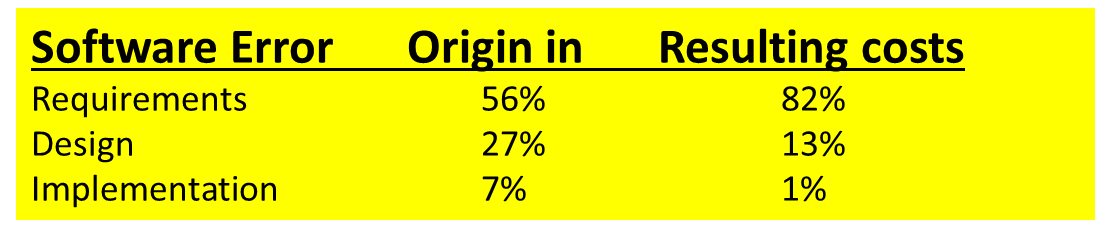 Software Error Origin in Resulting costs
Requirements 56% 82%
Design 27% 13%
Implementation 7% 1%